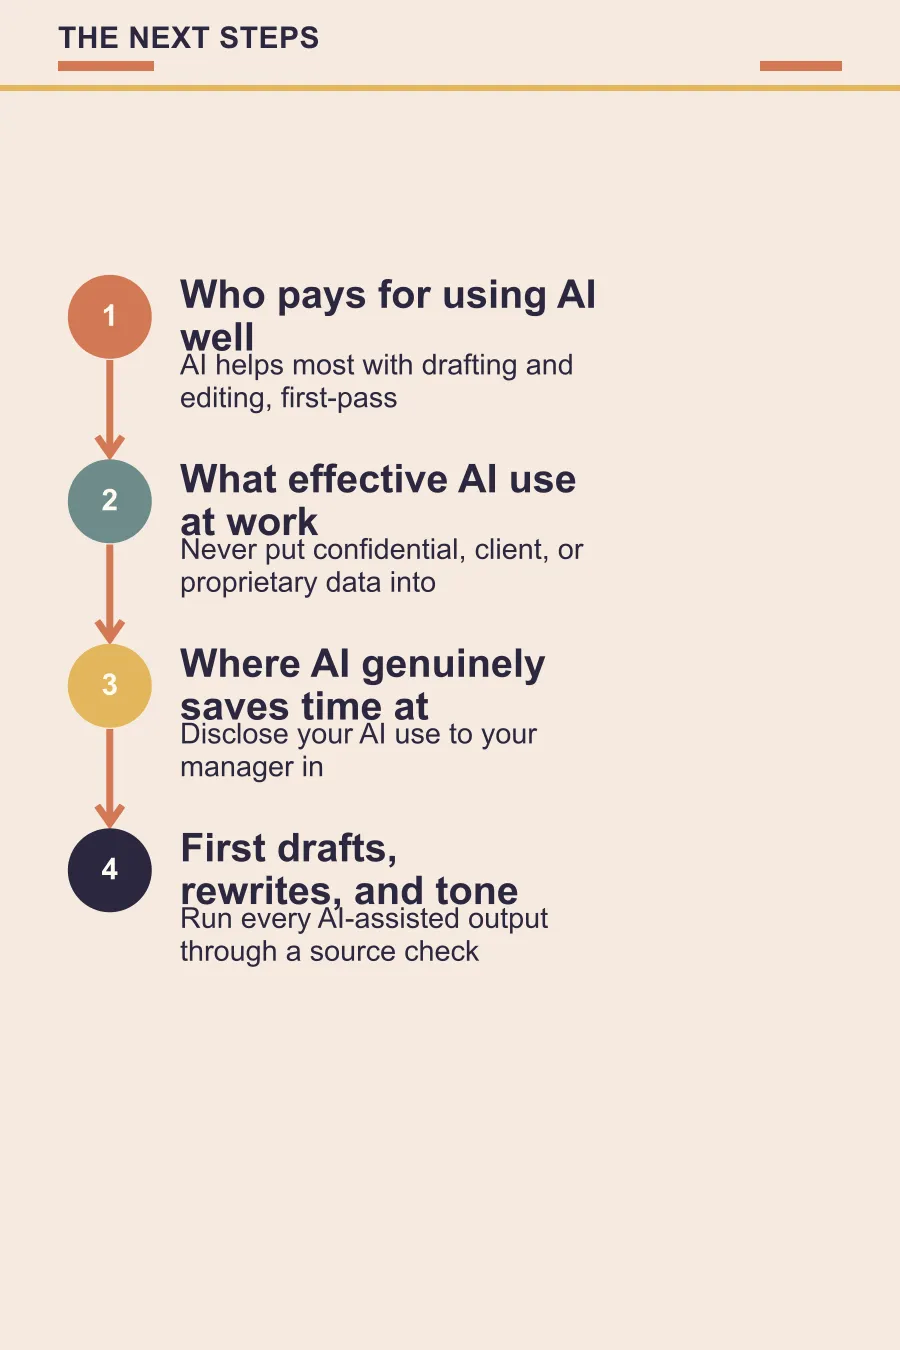 THE NEXT STEPS
1
Who pays for using AI
well
AI helps most with drafting and
editing, first-pass
2
What effective AI use
at work
Never put confidential, client, or
proprietary data into
3
Where AI genuinely
saves time at
Disclose your AI use to your
manager in
4
First drafts,
rewrites, and tone
Run every AI-assisted output
through a source check